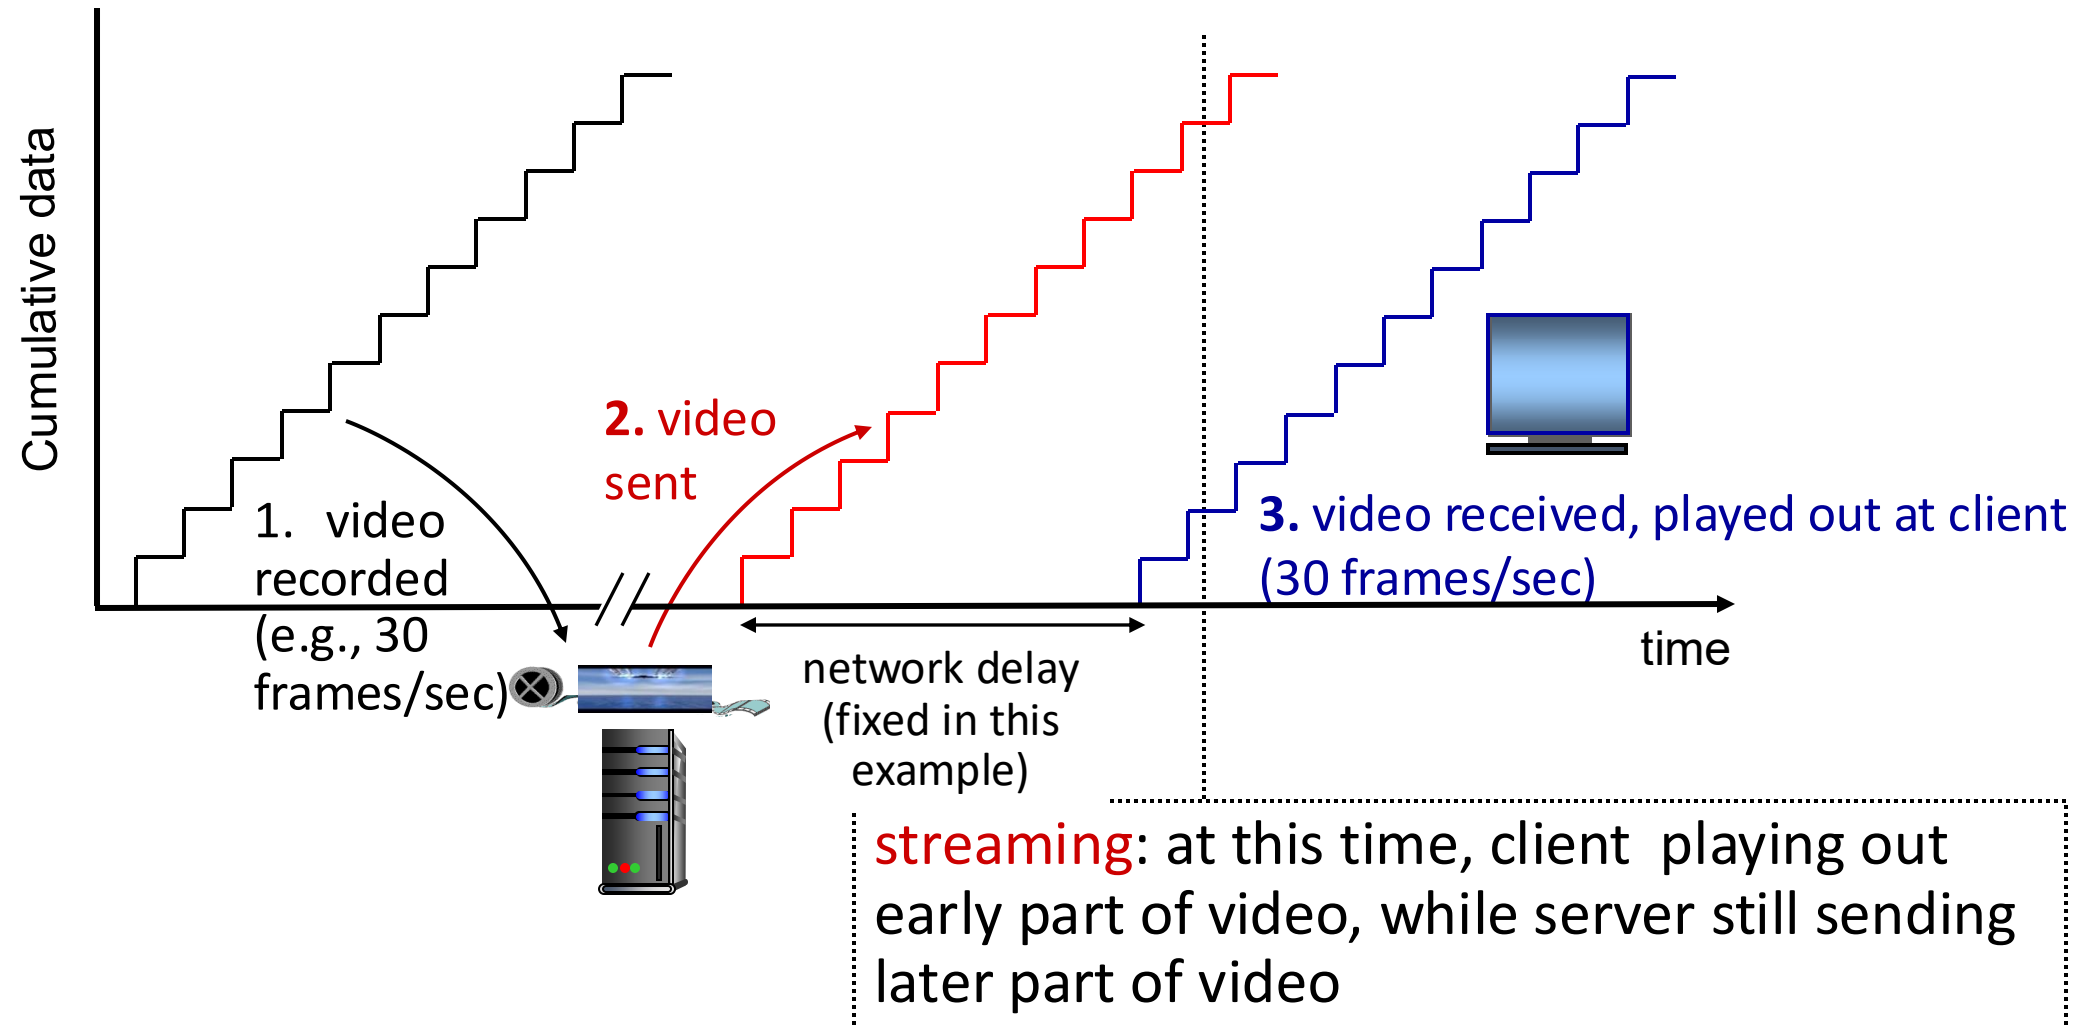 Cumulative data
1. video
recorded
(e.g., 30
frames/sec)
2. video
sent
3. video received, played out at client
(30 frames/sec)
time
network delay
(fixed in this
example)
streaming: at this time, client playing out
early part of video, while server still sending
later part of video